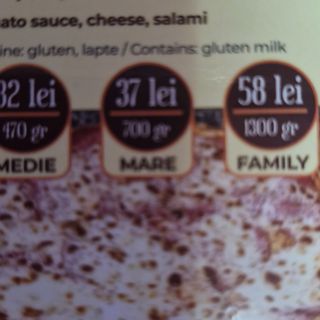 ato sauce, cheese, salami
ine: gluten, lapte / Contains: gluten milk
32 lei 37 lei 58 lei
470 gr 700 gr 1300 gr
MEDIE MARE FAMILY